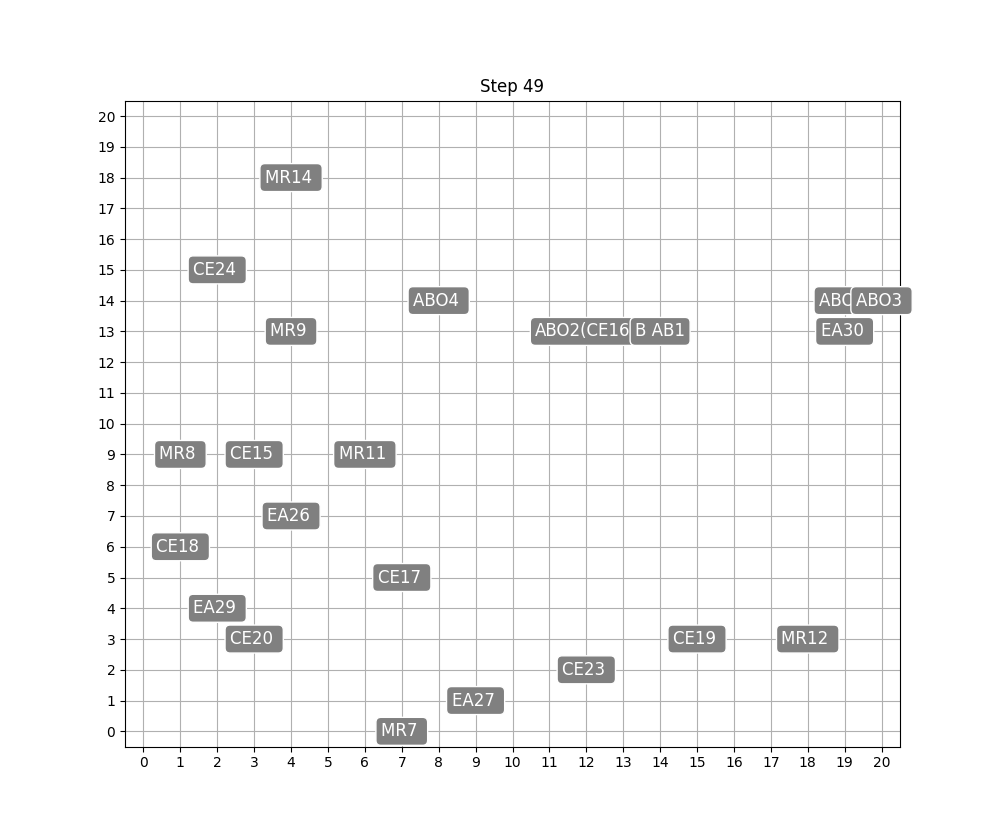 Step 49
20
19
18 MR14
17
16
15 CE24
14 ABO4 ABO3
13 MR9 ABO2(CE16 B AB1 EA30
12
11
10
9 MR8 CE15 MR11
8
7 EA26
6 CE18
5 CE17
4 EA29
3 CE20 CE19 MR12
2 CE23
1 EA27
0 MR7
0 1 2 3 4 5 6 7 8 9 10 11 12 13 14 15 16 17 18 19 20